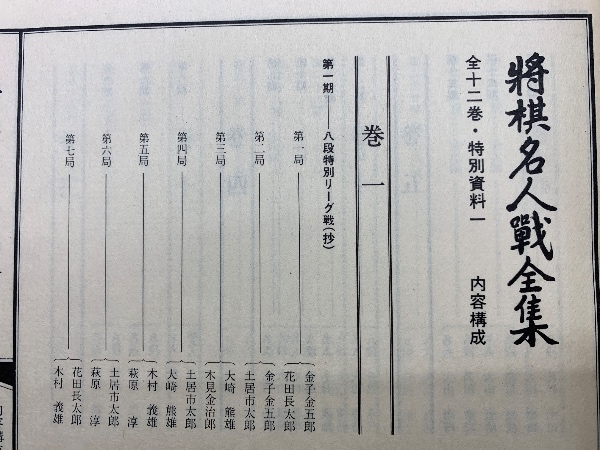 將棋名人戰全集
全十二巻・特別資料一 内容構成
巻一
第一期――八段特別リーグ戦(抄)
第一局
金子金五郎
花田長太郎
第二局
金子金五郎
土居市太郎
第三局
大崎 熊雄
木見金治郎
第四局
土居市太郎
大崎 熊雄
第五局
木村 義雄
萩原 淳
第六局
土居市太郎
萩原 淳
第七局
花田長太郎
木村 義雄